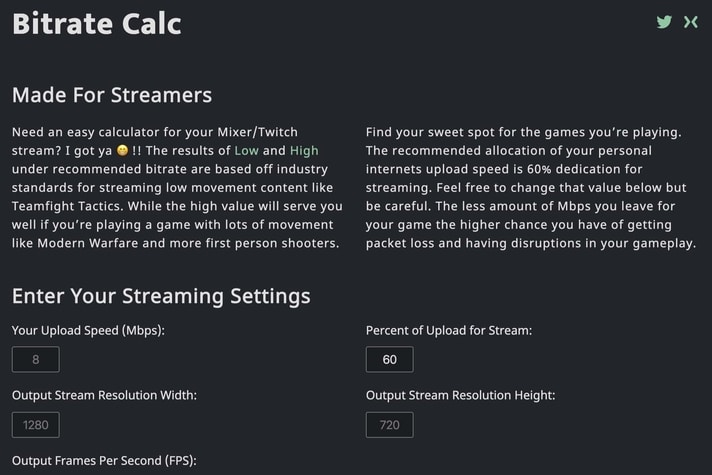 Bitrate Calc
Made For Streamers
Need an easy calculator for your Mixer/Twitch
stream? I got ya 😁 !! The results of Low and High
under recommended bitrate are based off industry
standards for streaming low movement content like
Teamfight Tactics. While the high value will serve you
well if you’re playing a game with lots of movement
like Modern Warfare and more first person shooters.
Find your sweet spot for the games you’re playing.
The recommended allocation of your personal
internets upload speed is 60% dedication for
streaming. Feel free to change that value below but
be careful. The less amount of Mbps you leave for
your game the higher chance you have of getting
packet loss and having disruptions in your gameplay.
Enter Your Streaming Settings
Your Upload Speed (Mbps):
8
Percent of Upload for Stream:
60
Output Stream Resolution Width:
1280
Output Stream Resolution Height:
720
Output Frames Per Second (FPS):